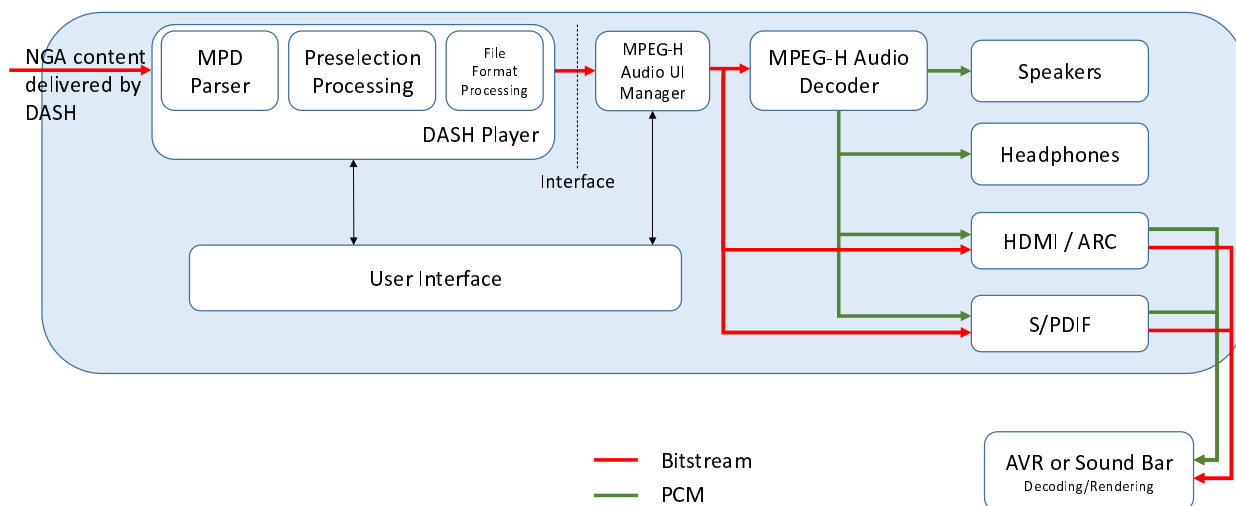 NGA content
delivered by
DASH
MPD
Parser
Preselection
Processing
File
Format
Processing
DASH Player
Interface
MPEG-H
Audio UI
Manager
MPEG-H Audio
Decoder
Speakers
Headphones
HDMI / ARC
S/PDIF
User Interface
AVR or Sound Bar
Decoding/Rendering
Bitstream
PCM